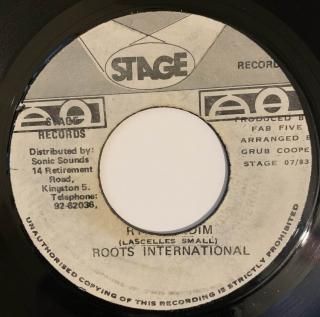 STAGE
RECORD
STAGE
RECORDS
Distributed by:
Sonic Sounds
14 Retirement
Road,
Kingston 5.
Telephone:
92-62036,
PRODUCED B
FAB FIVE
ARRANGED B
GRUB COOPE
STAGE 07/83
(LASCELLES SMALL)
ROOTS INTERNATIONAL
UNAUTHORISED COPYING OF THIS RECORDING IS STRICTLY PROHIBITED